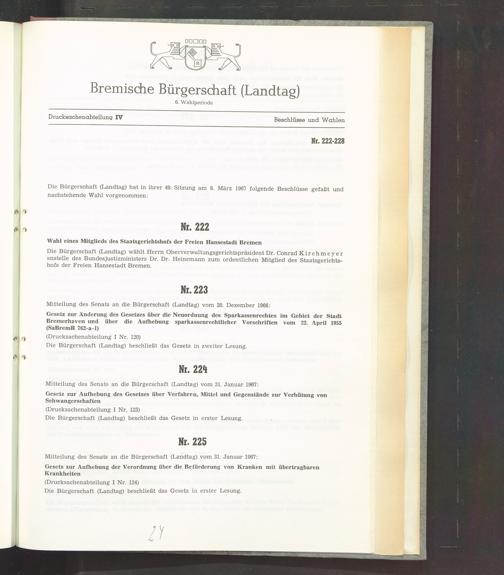 Bremische Bürgerschaft (Landtag)
6. Wahlperiode
Drucksachenabteilung IV
Beschlüsse und Wahlen
Nr. 222-228
Die Bürgerschaft (Landtag) hat in ihrer 49. Sitzung am 8. März 1967 folgende Beschlüsse gefaßt und
nachstehende Wahl vorgenommen:
Nr. 222
Wahl eines Mitglieds des Staatsgerichtshofs der Freien Hansestadt Bremen
Die Bürgerschaft (Landtag) wählt Herrn Oberverwaltungsgerichtspräsident Dr. Conrad Kirchmeyer
anstelle des Bundesjustizministers Dr. Dr. Heinemann zum ordentlichen Mitglied des Staatsgerichts-
hofs der Freien Hansestadt Bremen.
Nr. 223
Mitteilung des Senats an die Bürgerschaft (Landtag) vom 20. Dezember 1966:
Gesetz zur Änderung des Gesetzes über die Neuordnung des Sparkassenrechtes im Gebiet der Stadt
Bremerhaven und über die Aufhebung sparkassenrechtlicher Vorschriften vom 22. April 1955
(SaBremR 762-a-1)
(Drucksachenabteilung I Nr. 120)
Die Bürgerschaft (Landtag) beschließt das Gesetz in zweiter Lesung.
Nr. 224
Mitteilung des Senats an die Bürgerschaft (Landtag) vom 31. Januar 1967:
Gesetz zur Aufhebung des Gesetzes über Verfahren, Mittel und Gegenstände zur Verhütung von
Schwangerschaften
(Drucksachenabteilung I Nr. 123)
Die Bürgerschaft (Landtag) beschließt das Gesetz in erster Lesung.
Nr. 225
Mitteilung des Senats an die Bürgerschaft (Landtag) vom 31. Januar 1967:
Gesetz zur Aufhebung der Verordnung über die Beförderung von Kranken mit übertragbaren
Krankheiten
(Drucksachenabteilung I Nr. 124)
Die Bürgerschaft (Landtag) beschließt das Gesetz in erster Lesung.
24